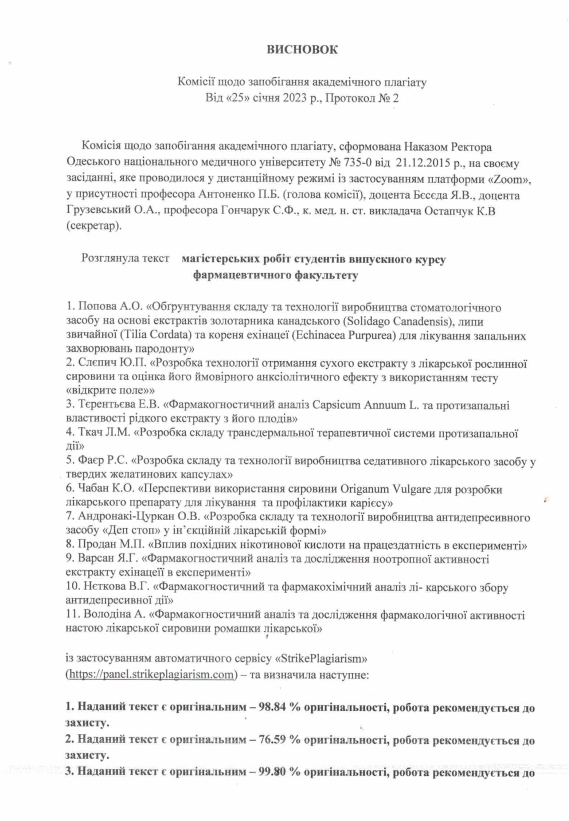 ВИСНОВОК
Комісії щодо запобігання академічного плагіату
Від «25» січня 2023 р., Протокол № 2
Комісія щодо запобігання академічного плагіату, сформована Наказом Ректора
Одеського національного медичного університету № 735-0 від 21.12.2015 р., на своєму
засіданні, яке проводилося у дистанційному режимі із застосуванням платформи «Zoom»,
у присутності професора Антоненко П.Б. (голова комісії), доцента Бєсєда Я.В., доцента
Грузевський О.А., професора Гончарук С.Ф., к. мед. н. ст. викладача Остапчук К.В
(секретар).
Розглянула текст магістерських робіт студентів випускного курсу
фармацевтичного факультету
1. Попова А.О. «Обґрунтування складу та технології виробництва стоматологічного
засобу на основі екстрактів золотарника канадського (Solidago Canadensis), липи
звичайної (Tilia Cordata) та кореня ехінацеї (Echinacea Purpurea) для лікування запальних
захворювань пародонту»
2. Слєпич Ю.П. «Розробка технології отримання сухого екстракту з лікарської рослинної
сировини та оцінка його ймовірного анксіолітичного ефекту з використанням тесту
«відкрите поле»»
3. Тєрентьєва Е.В. «Фармакогностичний аналіз Capsicum Annuum L. та протизапальні
властивості рідкого екстракту з його плодів»
4. Ткач Л.М. «Розробка складу трансдермальної терапевтичної системи протизапальної
дії»
5. Фаєр Р.С. «Розробка складу та технології виробництва седативного лікарського засобу у
твердих желатинових капсулах»
6. Чабан К.О. «Перспективи використання сировини Origanum Vulgare для розробки
лікарського препарату для лікування та профілактики карієсу»
7. Андронакі-Цуркан О.В. «Розробка складу та технології виробництва антидепресивного
засобу «Деп стоп» у ін’єкційній лікарській формі»
8. Продан М.П. «Вплив похідних нікотинової кислоти на працездатність в експерименті»
9. Варсан Я.Г. «Фармакогностичний аналіз та дослідження ноотропної активності
екстракту ехінацеїї в експерименті»
10. Нєткова В.Г. «Фармакогностичний та фармакохімічний аналіз лі- карського збору
антидепресивної дії»
11. Володіна А. «Фармакогностичний аналіз та дослідження фармакологічної активності
настою лікарської сировини ромашки лікарської»
із застосуванням автоматичного сервісу «StrikePlagiarism»
(https://panel.strikeplagiarism.com) – та визначила наступне:
1. Наданий текст є оригінальним – 98.84 % оригінальності, робота рекомендується до
захисту.
2. Наданий текст є оригінальним – 76.59 % оригінальності, робота рекомендується до
захисту.
3. Наданий текст є оригінальним – 99.80 % оригінальності, робота рекомендується до